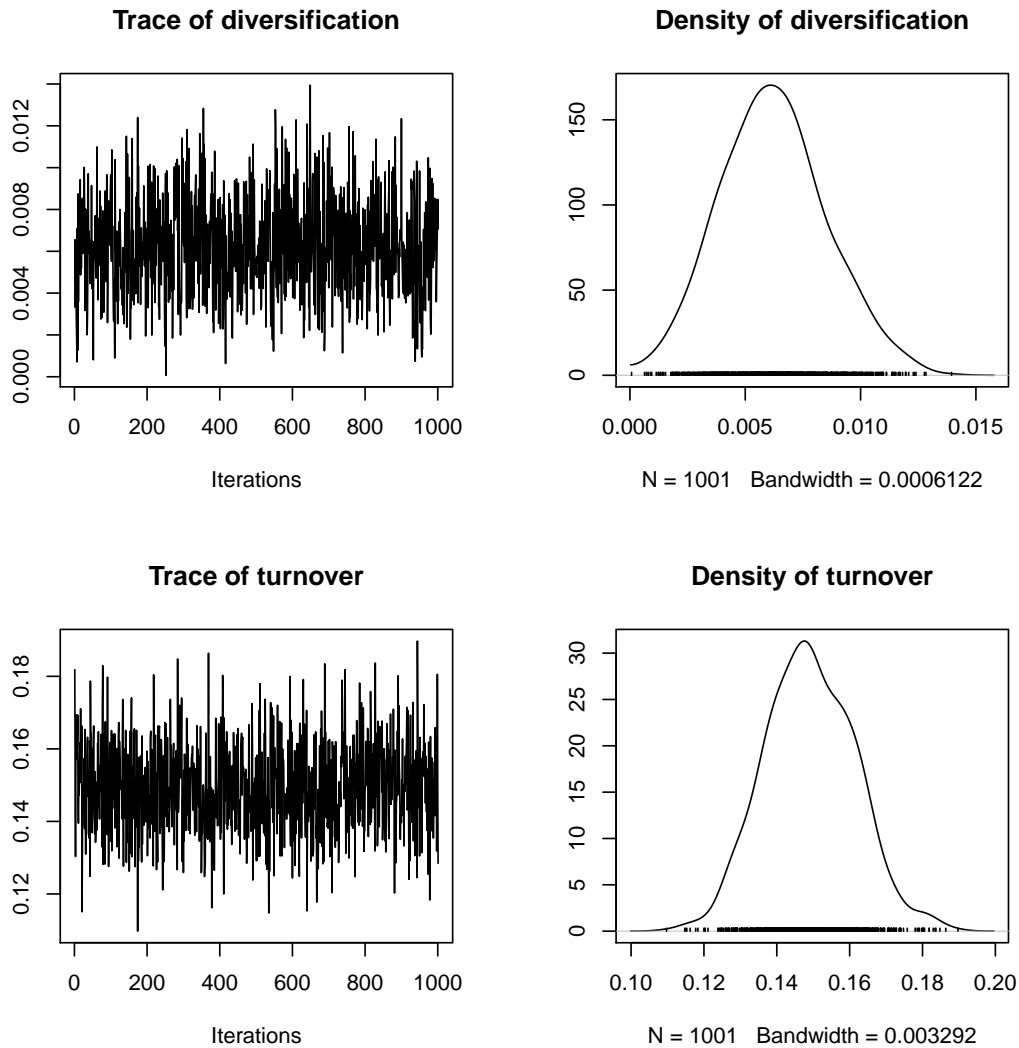 Trace of diversification
0.000 0.004 0.008 0.012
0 200 400 600 800 1000
Iterations
Density of diversification
0 50 100 150
0.000 0.005 0.010 0.015
N = 1001 Bandwidth = 0.0006122
Trace of turnover
0.12 0.14 0.16 0.18
0 200 400 600 800 1000
Iterations
Density of turnover
0 5 10 15 20 25 30
0.10 0.12 0.14 0.16 0.18 0.20
N = 1001 Bandwidth = 0.003292